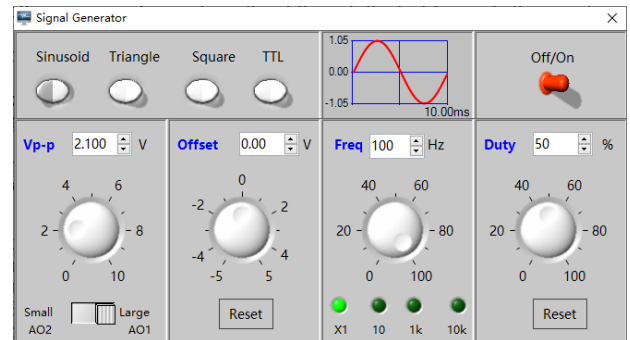 Signal Generator
Sinusoid Triangle Square TTL
1.05
0.00
-1.05
10.00ms
Off/On
Vp-p 2.100 V
4 6
2 8
0 10
Small Large
AO2 AO1
Offset 0.00 V
0
-2 2
-4 4
-5 5
Reset
Freq 100 Hz
40 60
20 80
0 100
X1 10 1k 10k
Duty 50 %
40 60
20 80
0 100
Reset